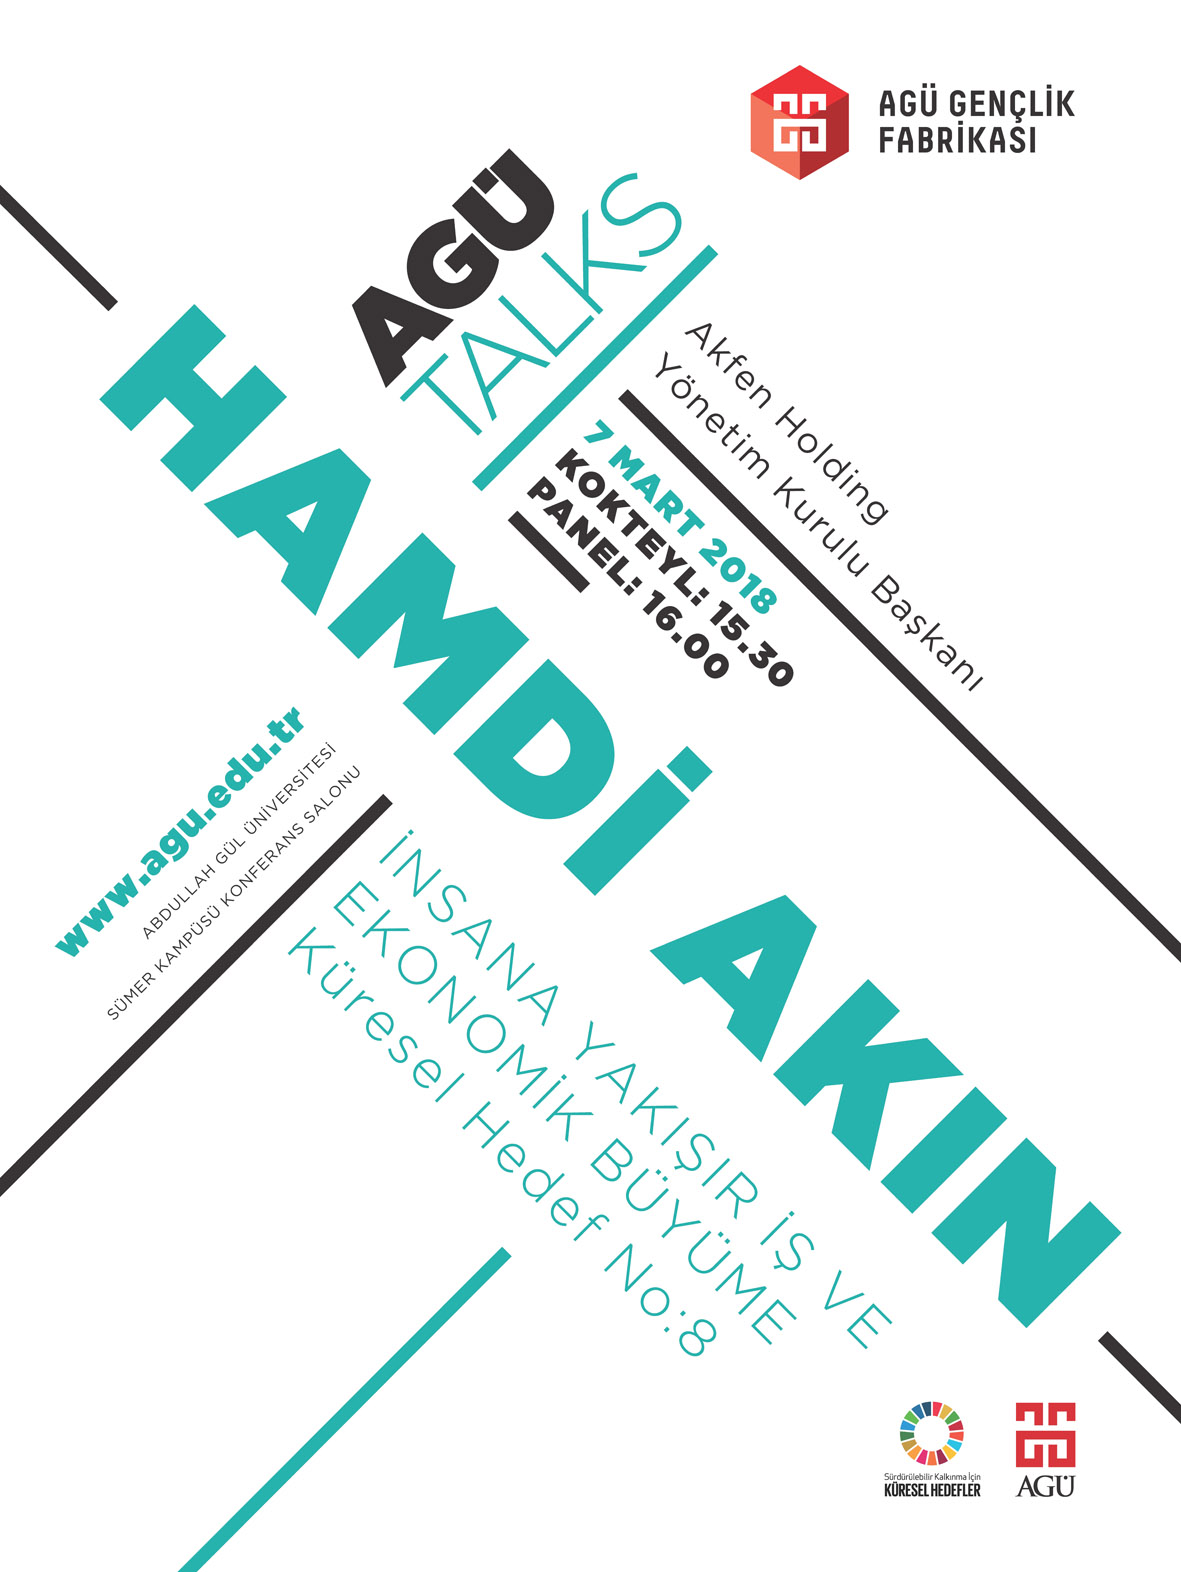 AGÜ GENÇLİK
FABRİKASI
AGÜ
TALKS
Akfen Holding
Yönetim Kurulu Başkanı
7 MART 2018
KOKTEYL: 15.30
PANEL: 16.00
HAMDİ AKIN
www.agu.edu.tr
ABDULLAH GÜL ÜNİVERSİTESİ
SÜMER KAMPÜSÜ KONFERANS SALONU
İNSANA YAKIŞIR İŞ VE
EKONOMİK BÜYÜME
Küresel Hedef No:8
Sürdürülebilir Kalkınma İçin
KÜRESEL HEDEFLER
AGÜ